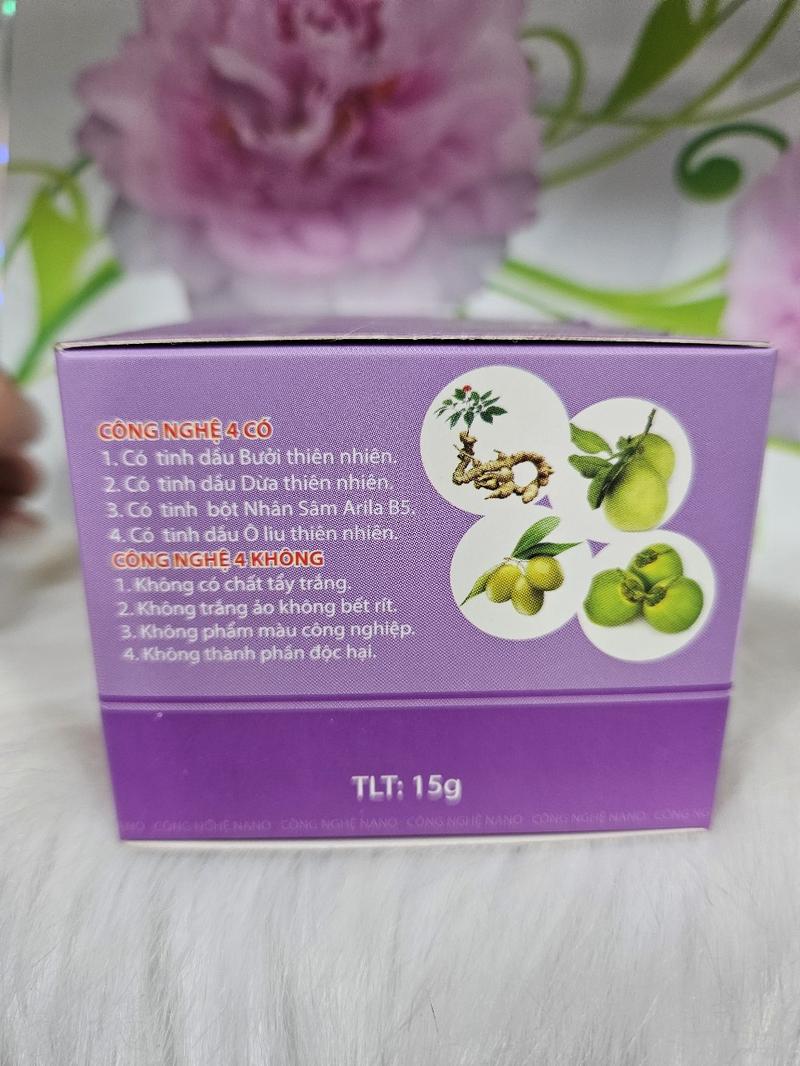 CÔNG NGHỆ 4 CÓ
1. Có tinh dầu Bưởi thiên nhiên.
2. Có tinh dầu Dừa thiên nhiên.
3. Có tinh bột Nhân Sâm Arila B5.
4. Có tinh dầu Ô liu thiên nhiên.
CÔNG NGHỆ 4 KHÔNG
1. Không có chất tẩy trắng.
2. Không trắng ảo không bết rít.
3. Không phẩm màu công nghiệp.
4. Không thành phần độc hại.
TLT: 15g
NO CÔNG NGHỆ NANO CÔNG NGHỆ NANO CÔNG NGHỆ NANO CÔNG NGHỆ NANO CÔNG NG